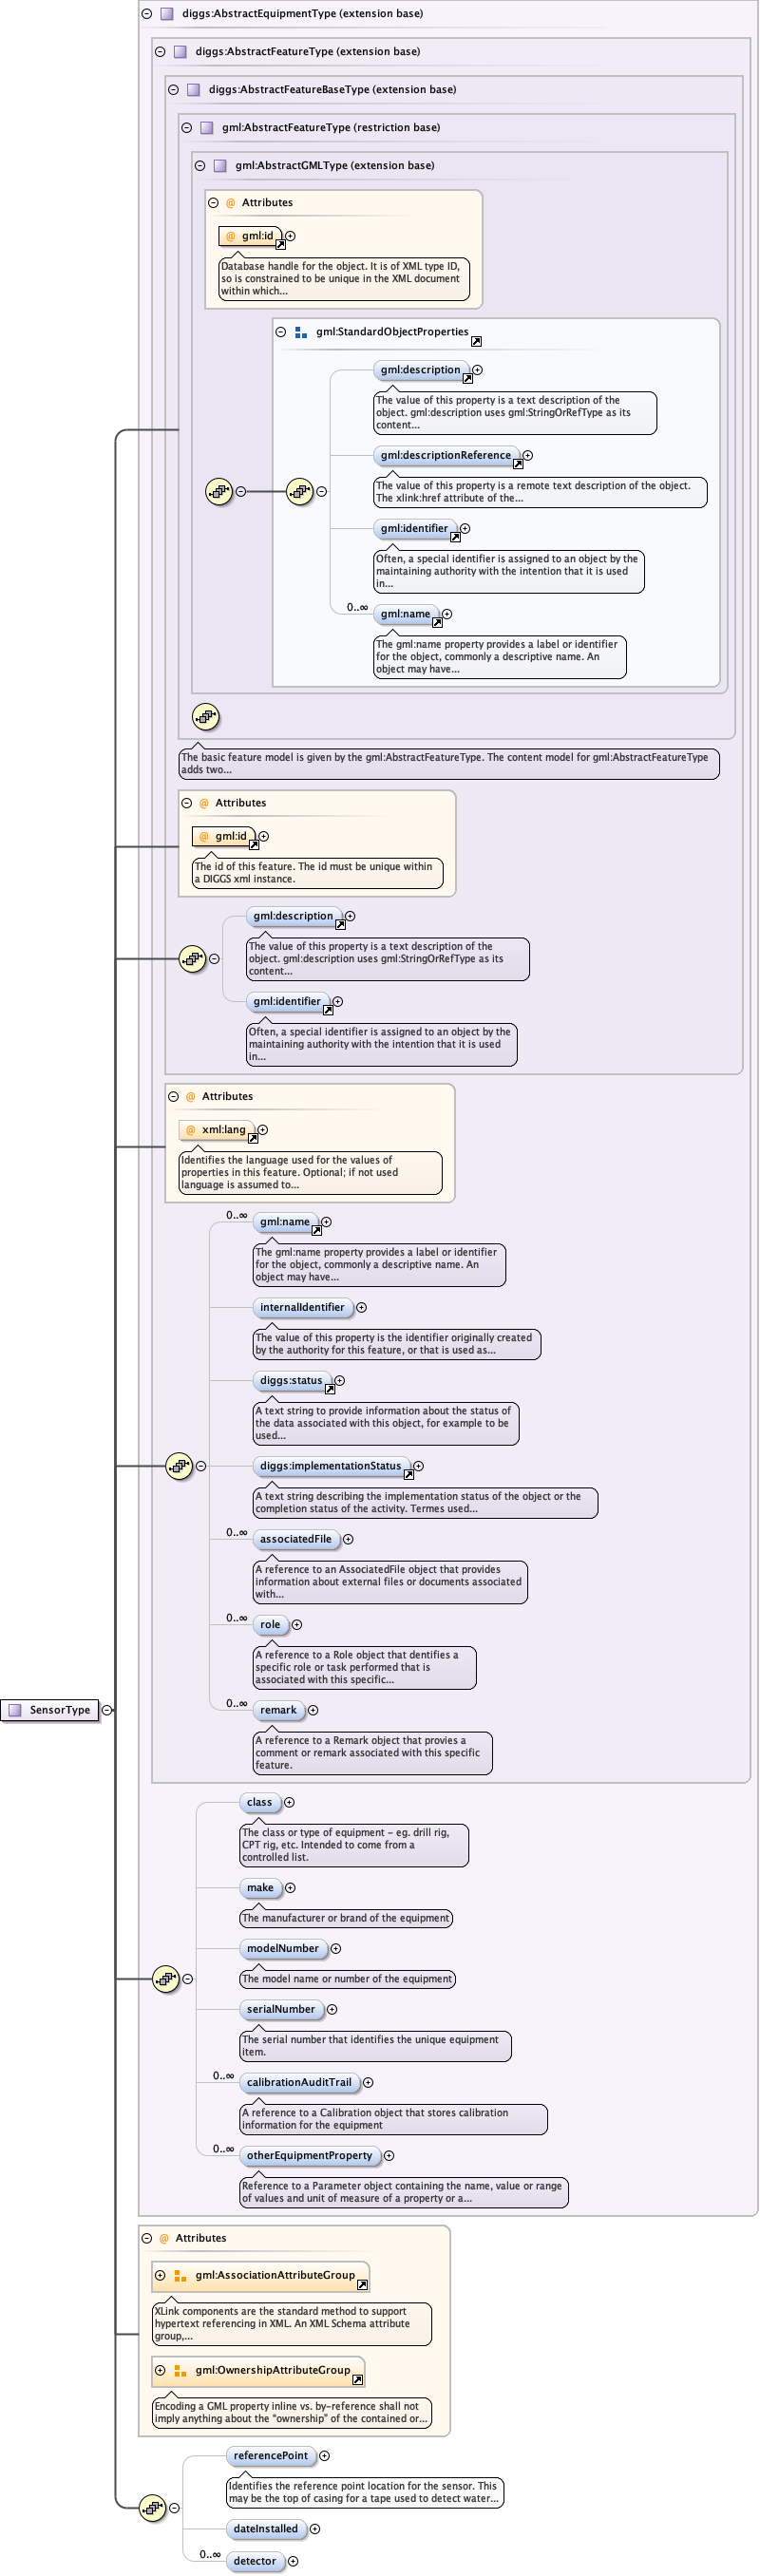 diggs:AbstractEquipmentType (extension base)
diggs:AbstractFeatureType (extension base)
diggs:AbstractFeatureBaseType (extension base)
gml:AbstractFeatureType (restriction base)
gml:AbstractGMLType (extension base)
@ Attributes
@ gml:id
Database handle for the object. It is of XML type ID,
so is constrained to be unique in the XML document
within which...
gml:StandardObjectProperties
gml:description
The value of this property is a text description of the
object. gml:description uses gml:StringOrRefType as its
content...
gml:descriptionReference
The value of this property is a remote text description of the object.
The xlink:href attribute of the...
gml:identifier
Often, a special identifier is assigned to an object by the
maintaining authority with the intention that it is used
in...
0..∞
gml:name
The gml:name property provides a label or identifier
for the object, commonly a descriptive name. An
object may have...
The basic feature model is given by the gml:AbstractFeatureType. The content model for gml:AbstractFeatureType
adds two...
@ Attributes
@ gml:id
The id of this feature. The id must be unique within
a DIGGS xml instance.
gml:description
The value of this property is a text description of the
object. gml:description uses gml:StringOrRefType as its
content...
gml:identifier
Often, a special identifier is assigned to an object by the
maintaining authority with the intention that it is used
in...
@ Attributes
@ xml:lang
Identifies the language used for the values of
properties in this feature. Optional; if not used
language is assumed to...
0..∞
gml:name
The gml:name property provides a label or identifier
for the object, commonly a descriptive name. An
object may have...
internalIdentifier
The value of this property is the identifier originally created
by the authority for this feature, or that is used as...
diggs:status
A text string to provide information about the status of
the data associated with this object, for example to be
used...
diggs:implementationStatus
A text string describing the implementation status of the object or the
completion status of the activity. Termes used...
0..∞
associatedFile
A reference to an AssociatedFile object that provides
information about external files or documents associated
with...
0..∞
role
A reference to a Role object that dentifies a
specific role or task performed that is
associated with this specific...
0..∞
remark
SensorType
A reference to a Remark object that provies a
comment or remark associated with this specific
feature.
class
The class or type of equipment - eg. drill rig,
CPT rig, etc. Intended to come from a
controlled list.
make
The manufacturer or brand of the equipment
modelNumber
The model name or number of the equipment
serialNumber
The serial number that identifies the unique equipment
item.
0..∞
calibrationAuditTrail
A reference to a Calibration object that stores calibration
information for the equipment
0..∞
otherEquipmentProperty
Reference to a Parameter object containing the name, value or range
of values and unit of measure of a property or a...
@ Attributes
gml:AssociationAttributeGroup
XLink components are the standard method to support
hypertext referencing in XML. An XML Schema attribute
group,...
gml:OwnershipAttributeGroup
Encoding a GML property inline vs. by-reference shall not
imply anything about the "ownership" of the contained or...
referencePoint
Identifies the reference point location for the sensor. This
may be the top of casing for a tape used to detect water...
dateInstalled
0..∞
detector